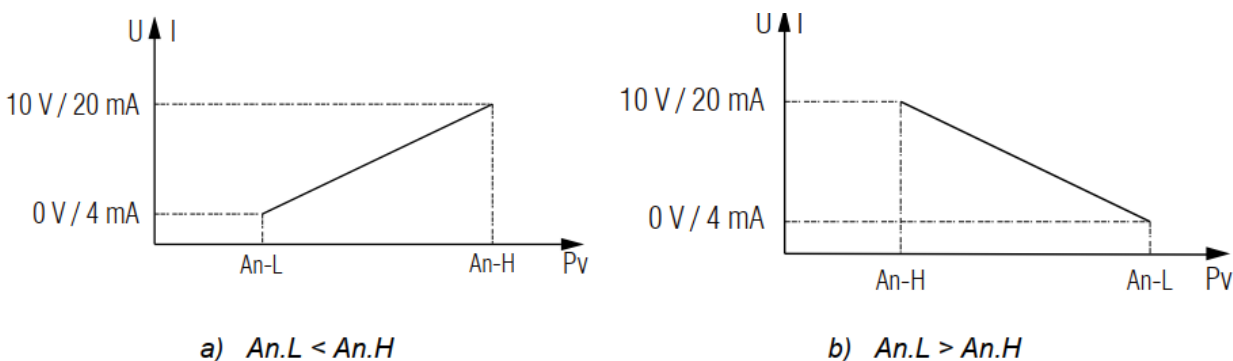 U I
10 V / 20 mA
0 V / 4 mA
An-L
An-H
Pv
a) An.L < An.H
U I
10 V / 20 mA
0 V / 4 mA
An-H
An-L
Pv
b) An.L > An.H